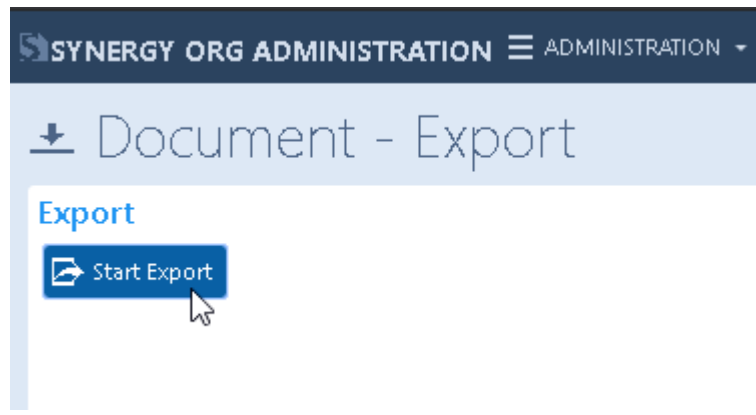 SYNERGY ORG ADMINISTRATION ADMINISTRATION
Document - Export
Export
Start Export